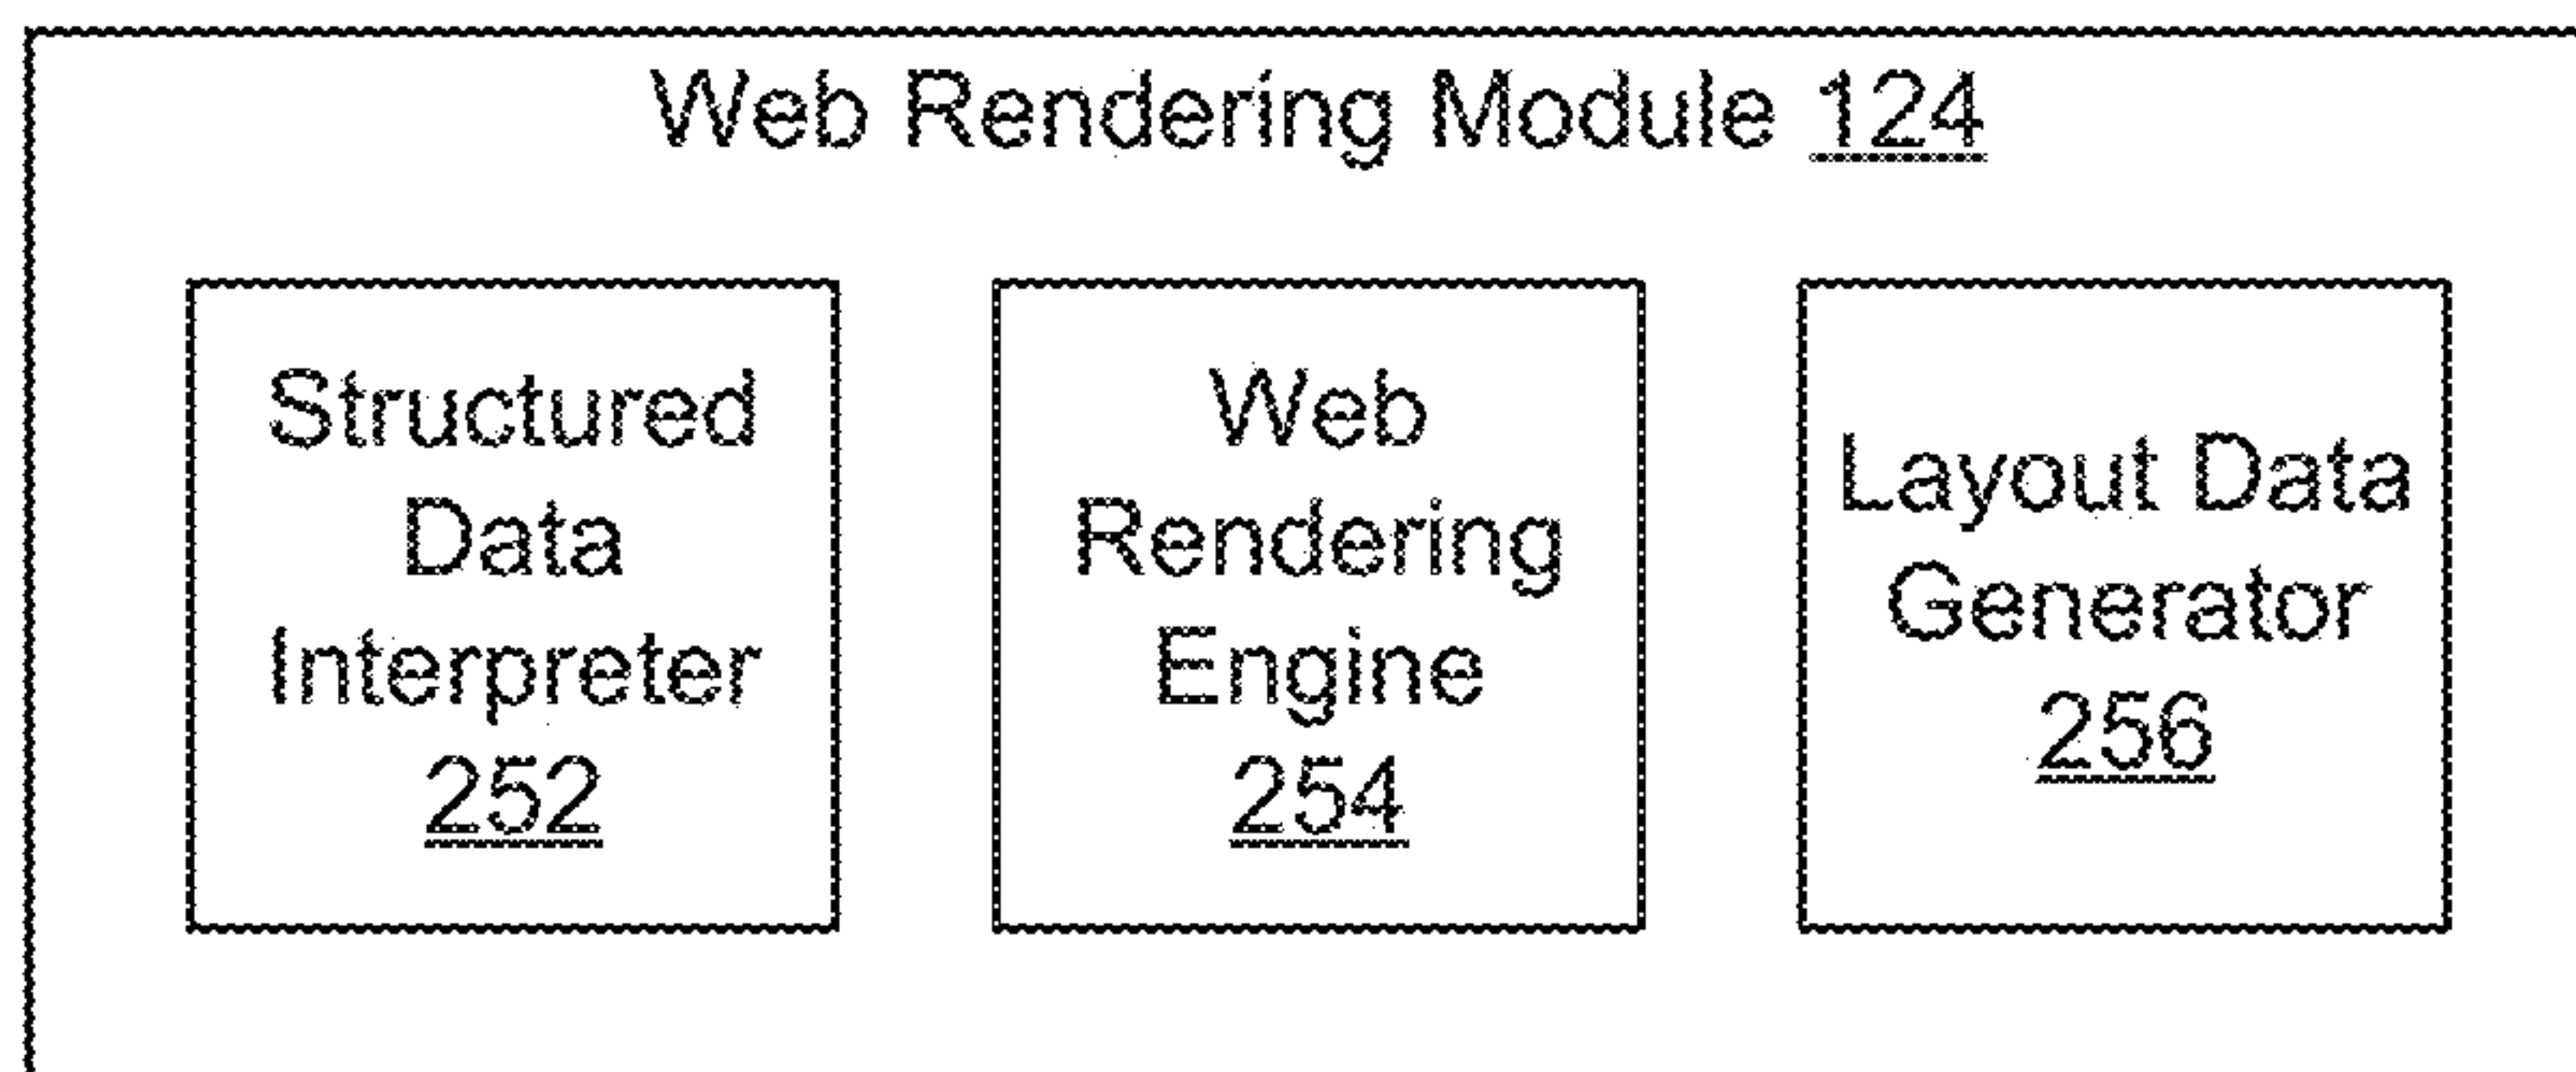 Web Rendering Module 124
Structured
Data
Interpreter
252
Web
Rendering
Engine
254
Layout Data
Generator
256